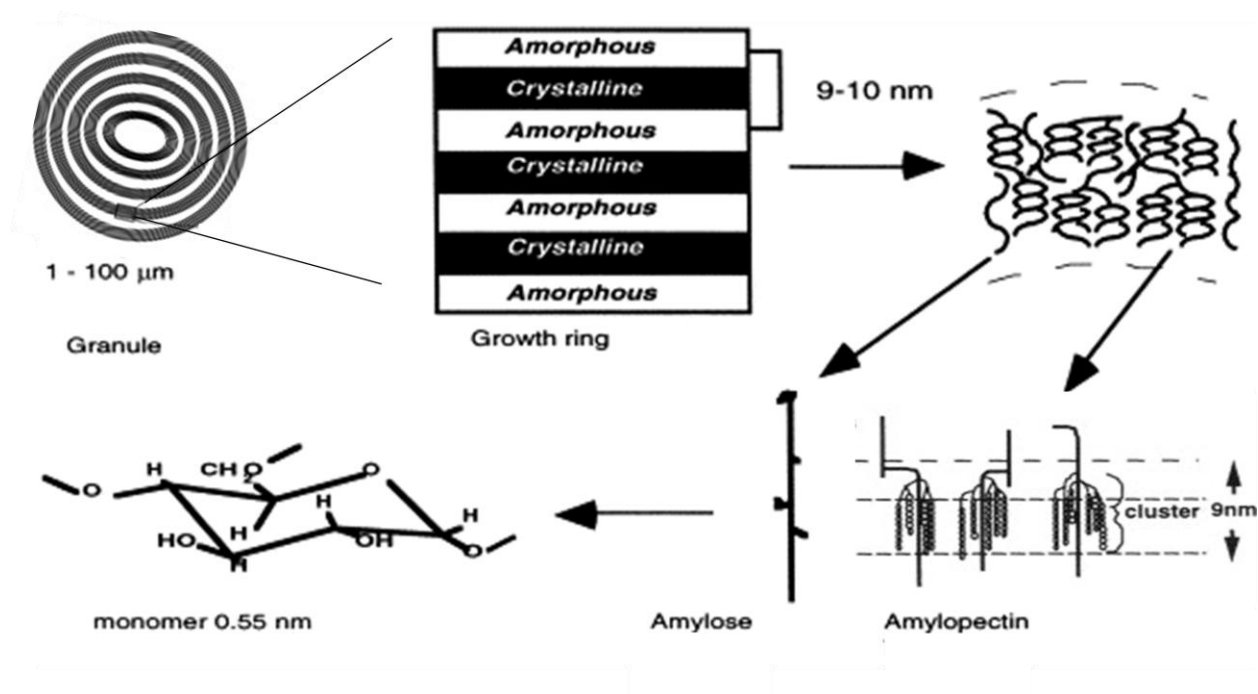 Amorphous
Crystalline
Amorphous
Crystalline
Amorphous
Crystalline
Amorphous
9-10 nm
1 - 100 µm
Granule
Growth ring
H
CH2O
O
O
H
H
H
HO
OH
H
O
cluster
9nm
monomer 0.55 nm
Amylose
Amylopectin